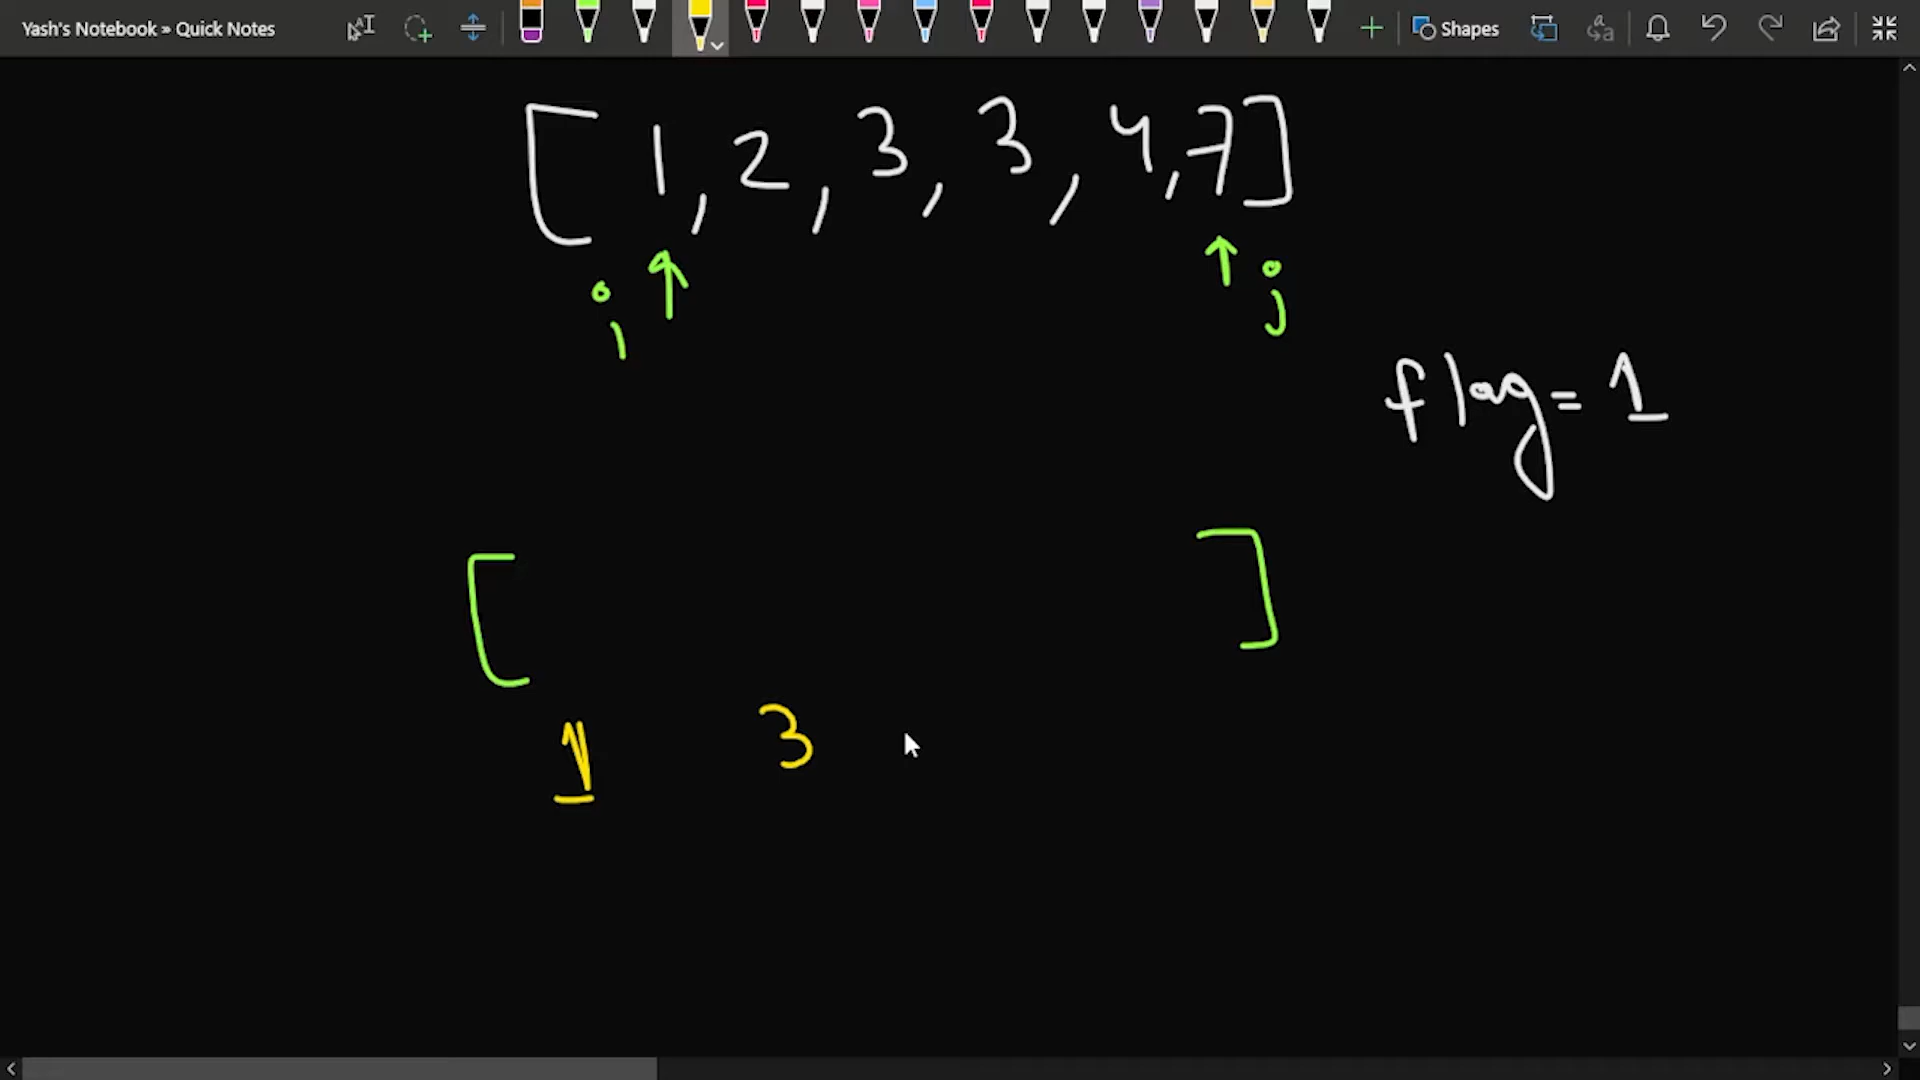 Yash's Notebook » Quick Notes
Shapes
[ 1, 2, 3, 3, 4, 7 ]
i j
flag = 1
[ ]
1 3